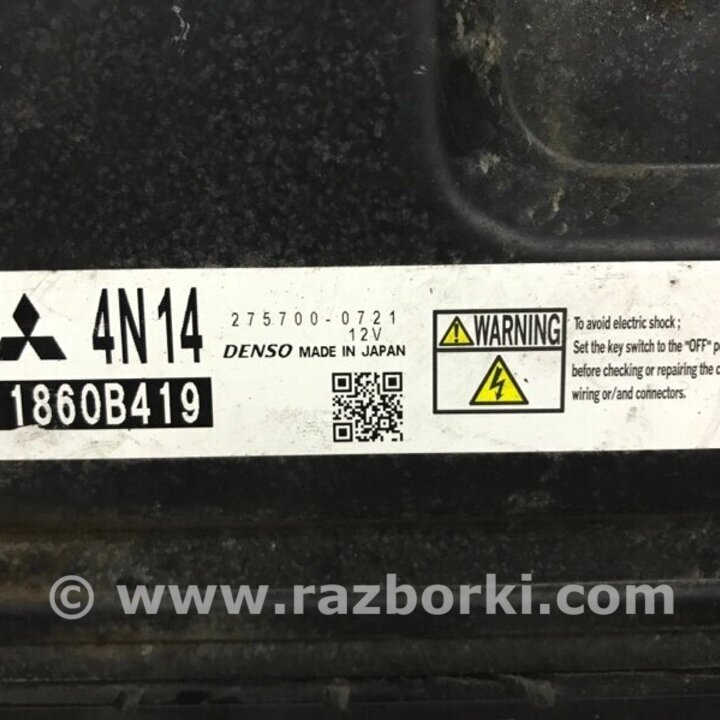 4N14
275700-0721
12V
DENSO MADE IN JAPAN
1860B419
WARNING
To avoid electric shock ;
Set the key switch to the "OFF" po
before checking or repairing the c
wiring or/and connectors.
© www.razborki.com